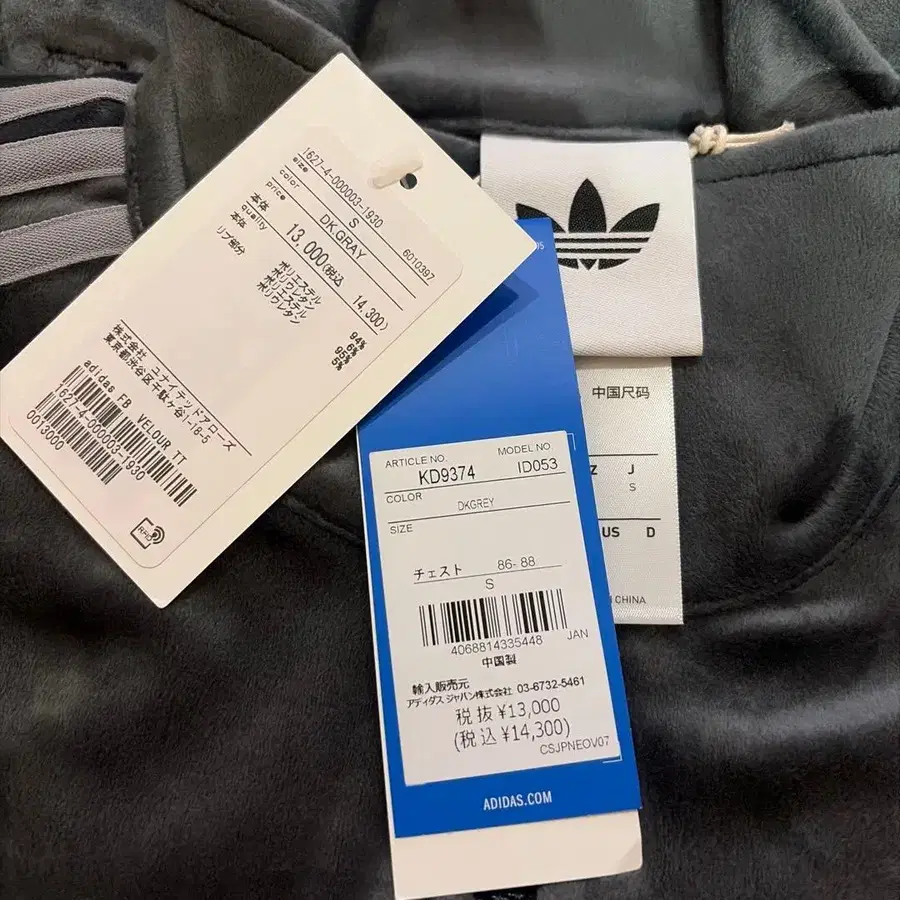 1627-4-000003-1930
size S 6010397
color DK.GRAY
price 13,000(税込 14,300)
quality
本体 ポリエステル 94%
本体 ポリウレタン 6%
リブ部分 ポリエステル 95%
ポリウレタン 5%
株式会社 ユナイテッドアローズ
東京都渋谷区千駄ヶ谷1-18-5
adidas FB VELOUR TT
1627-4-000003-1930
0013000
RFID
中国尺码
Z J
S
US D
CHINA
ARTICLE NO. MODEL NO
KD9374 ID053
COLOR
DKGREY
SIZE
チェスト 86-88
S
4068814335448 JAN
中国製
輸入販売元
アディダス ジャパン株式会社 03-6732-5461
税抜 ¥13,000
(税込 ¥14,300)
CSJPNEOV07
ADIDAS.COM